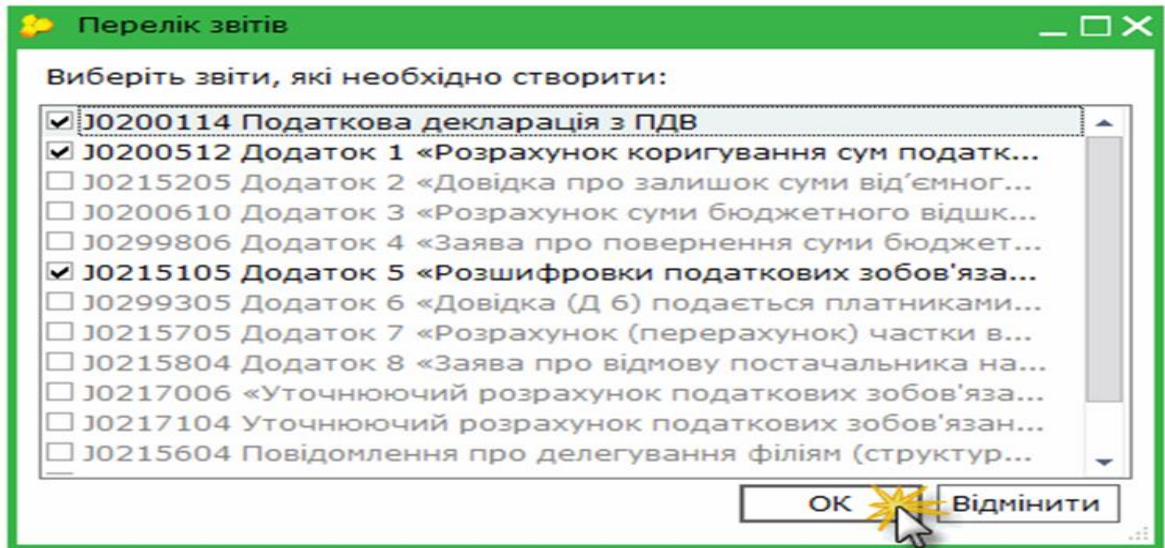 Перелік звітів
Виберіть звіти, які необхідно створити:
J0200114 Податкова декларація з ПДВ
J0200512 Додаток 1 «Розрахунок коригування сум податк...
J0215205 Додаток 2 «Довідка про залишок суми від’ємног...
J0200610 Додаток 3 «Розрахунок суми бюджетного відшк...
J0299806 Додаток 4 «Заява про повернення суми бюджет...
J0215105 Додаток 5 «Розшифровки податкових зобов'яза...
J0299305 Додаток 6 «Довідка (Д 6) подається платниками...
J0215705 Додаток 7 «Розрахунок (перерахунок) частки в...
J0215804 Додаток 8 «Заява про відмову постачальника на...
J0217006 «Уточнюючий розрахунок податкових зобов'яза...
J0217104 Уточнюючий розрахунок податкових зобов'язан...
J0215604 Повідомлення про делегування філіям (структур...
ОК Відмінити